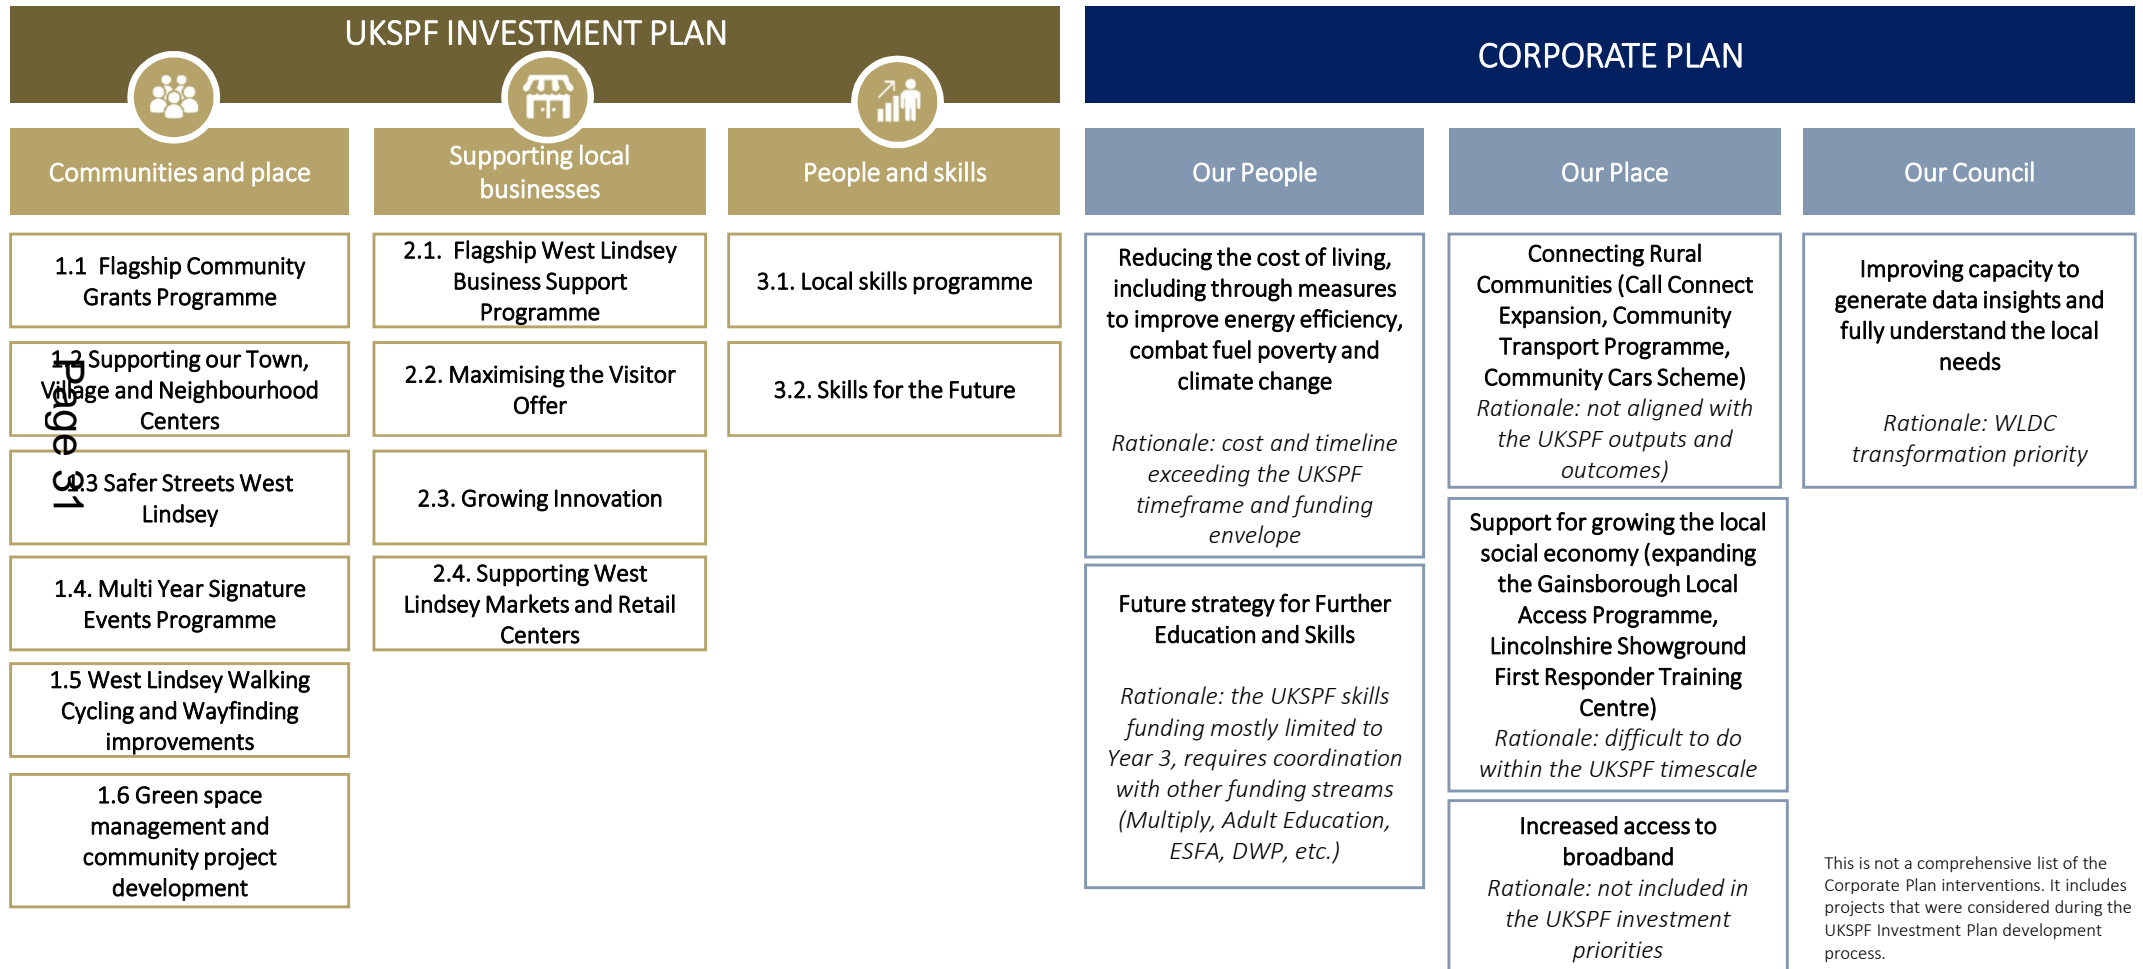 UKSPF INVESTMENT PLAN
Communities and place
1.1 Flagship Community
Grants Programme
1.2 Supporting our Town,
Village and Neighbourhood
Centers
1.3 Safer Streets West
Lindsey
1.4. Multi Year Signature
Events Programme
1.5 West Lindsey Walking
Cycling and Wayfinding
improvements
1.6 Green space
management and
community project
development
Page 31
Supporting local
businesses
2.1. Flagship West Lindsey
Business Support
Programme
2.2. Maximising the Visitor
Offer
2.3. Growing Innovation
2.4. Supporting West
Lindsey Markets and Retail
Centers
People and skills
3.1. Local skills programme
3.2. Skills for the Future
CORPORATE PLAN
Our People
Reducing the cost of living,
including through measures
to improve energy efficiency,
combat fuel poverty and
climate change
Rationale: cost and timeline
exceeding the UKSPF
timeframe and funding
envelope
Future strategy for Further
Education and Skills
Rationale: the UKSPF skills
funding mostly limited to
Year 3, requires coordination
with other funding streams
(Multiply, Adult Education,
ESFA, DWP, etc.)
Our Place
Connecting Rural
Communities (Call Connect
Expansion, Community
Transport Programme,
Community Cars Scheme)
Rationale: not aligned with
the UKSPF outputs and
outcomes)
Support for growing the local
social economy (expanding
the Gainsborough Local
Access Programme,
Lincolnshire Showground
First Responder Training
Centre)
Rationale: difficult to do
within the UKSPF timescale
Increased access to
broadband
Rationale: not included in
the UKSPF investment
priorities
Our Council
Improving capacity to
generate data insights and
fully understand the local
needs
Rationale: WLDC
transformation priority
This is not a comprehensive list of the
Corporate Plan interventions. It includes
projects that were considered during the
UKSPF Investment Plan development
process.